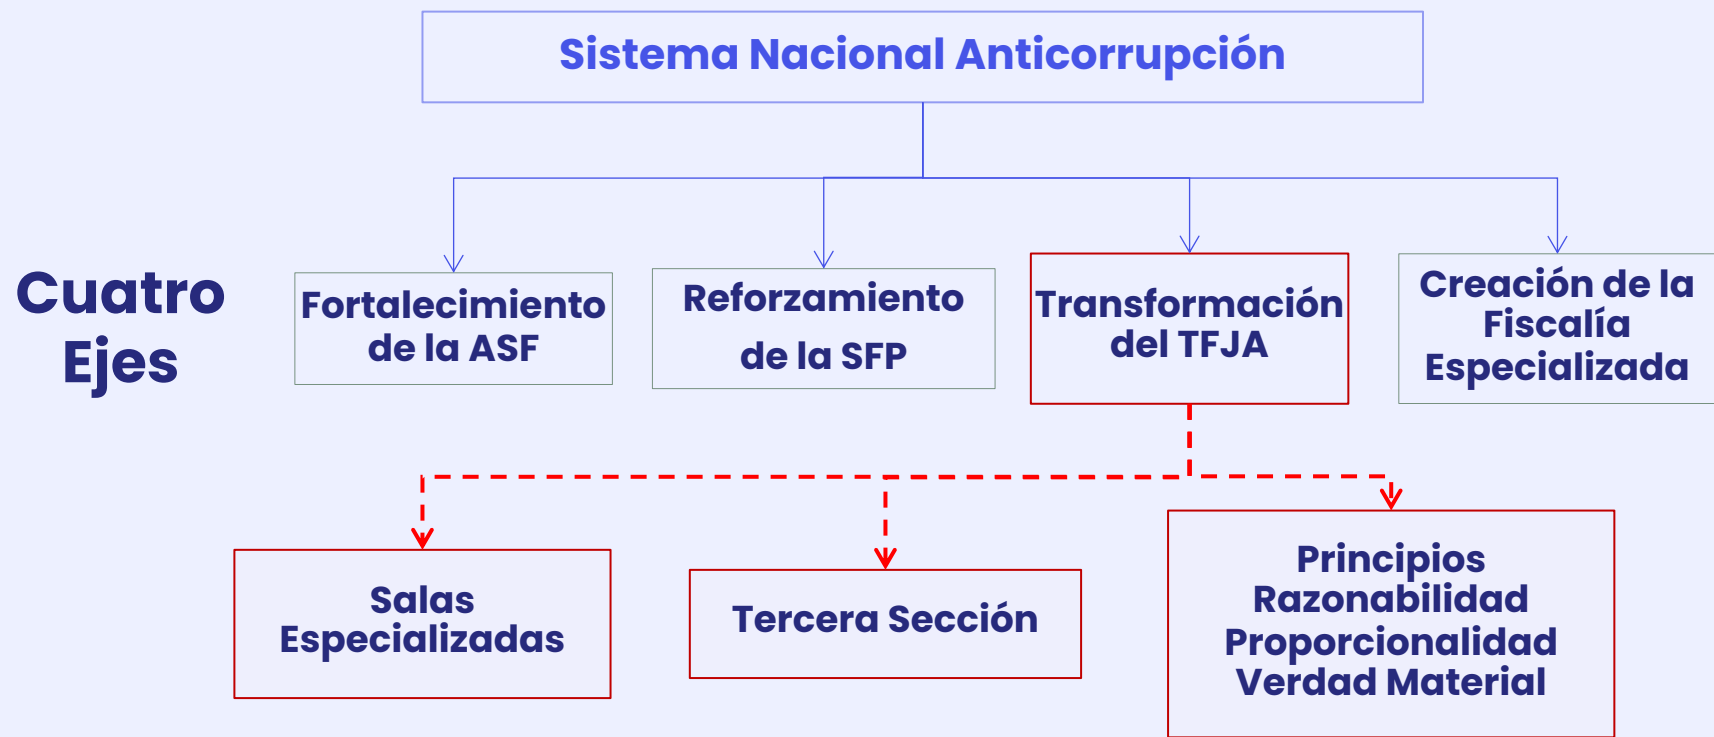 Sistema Nacional Anticorrupción
Cuatro
Ejes
Fortalecimiento
de la ASF
Reforzamiento
de la SFP
Transformación
del TFJA
Creación de la
Fiscalía
Especializada
Salas
Especializadas
Tercera Sección
Principios
Razonabilidad
Proporcionalidad
Verdad Material